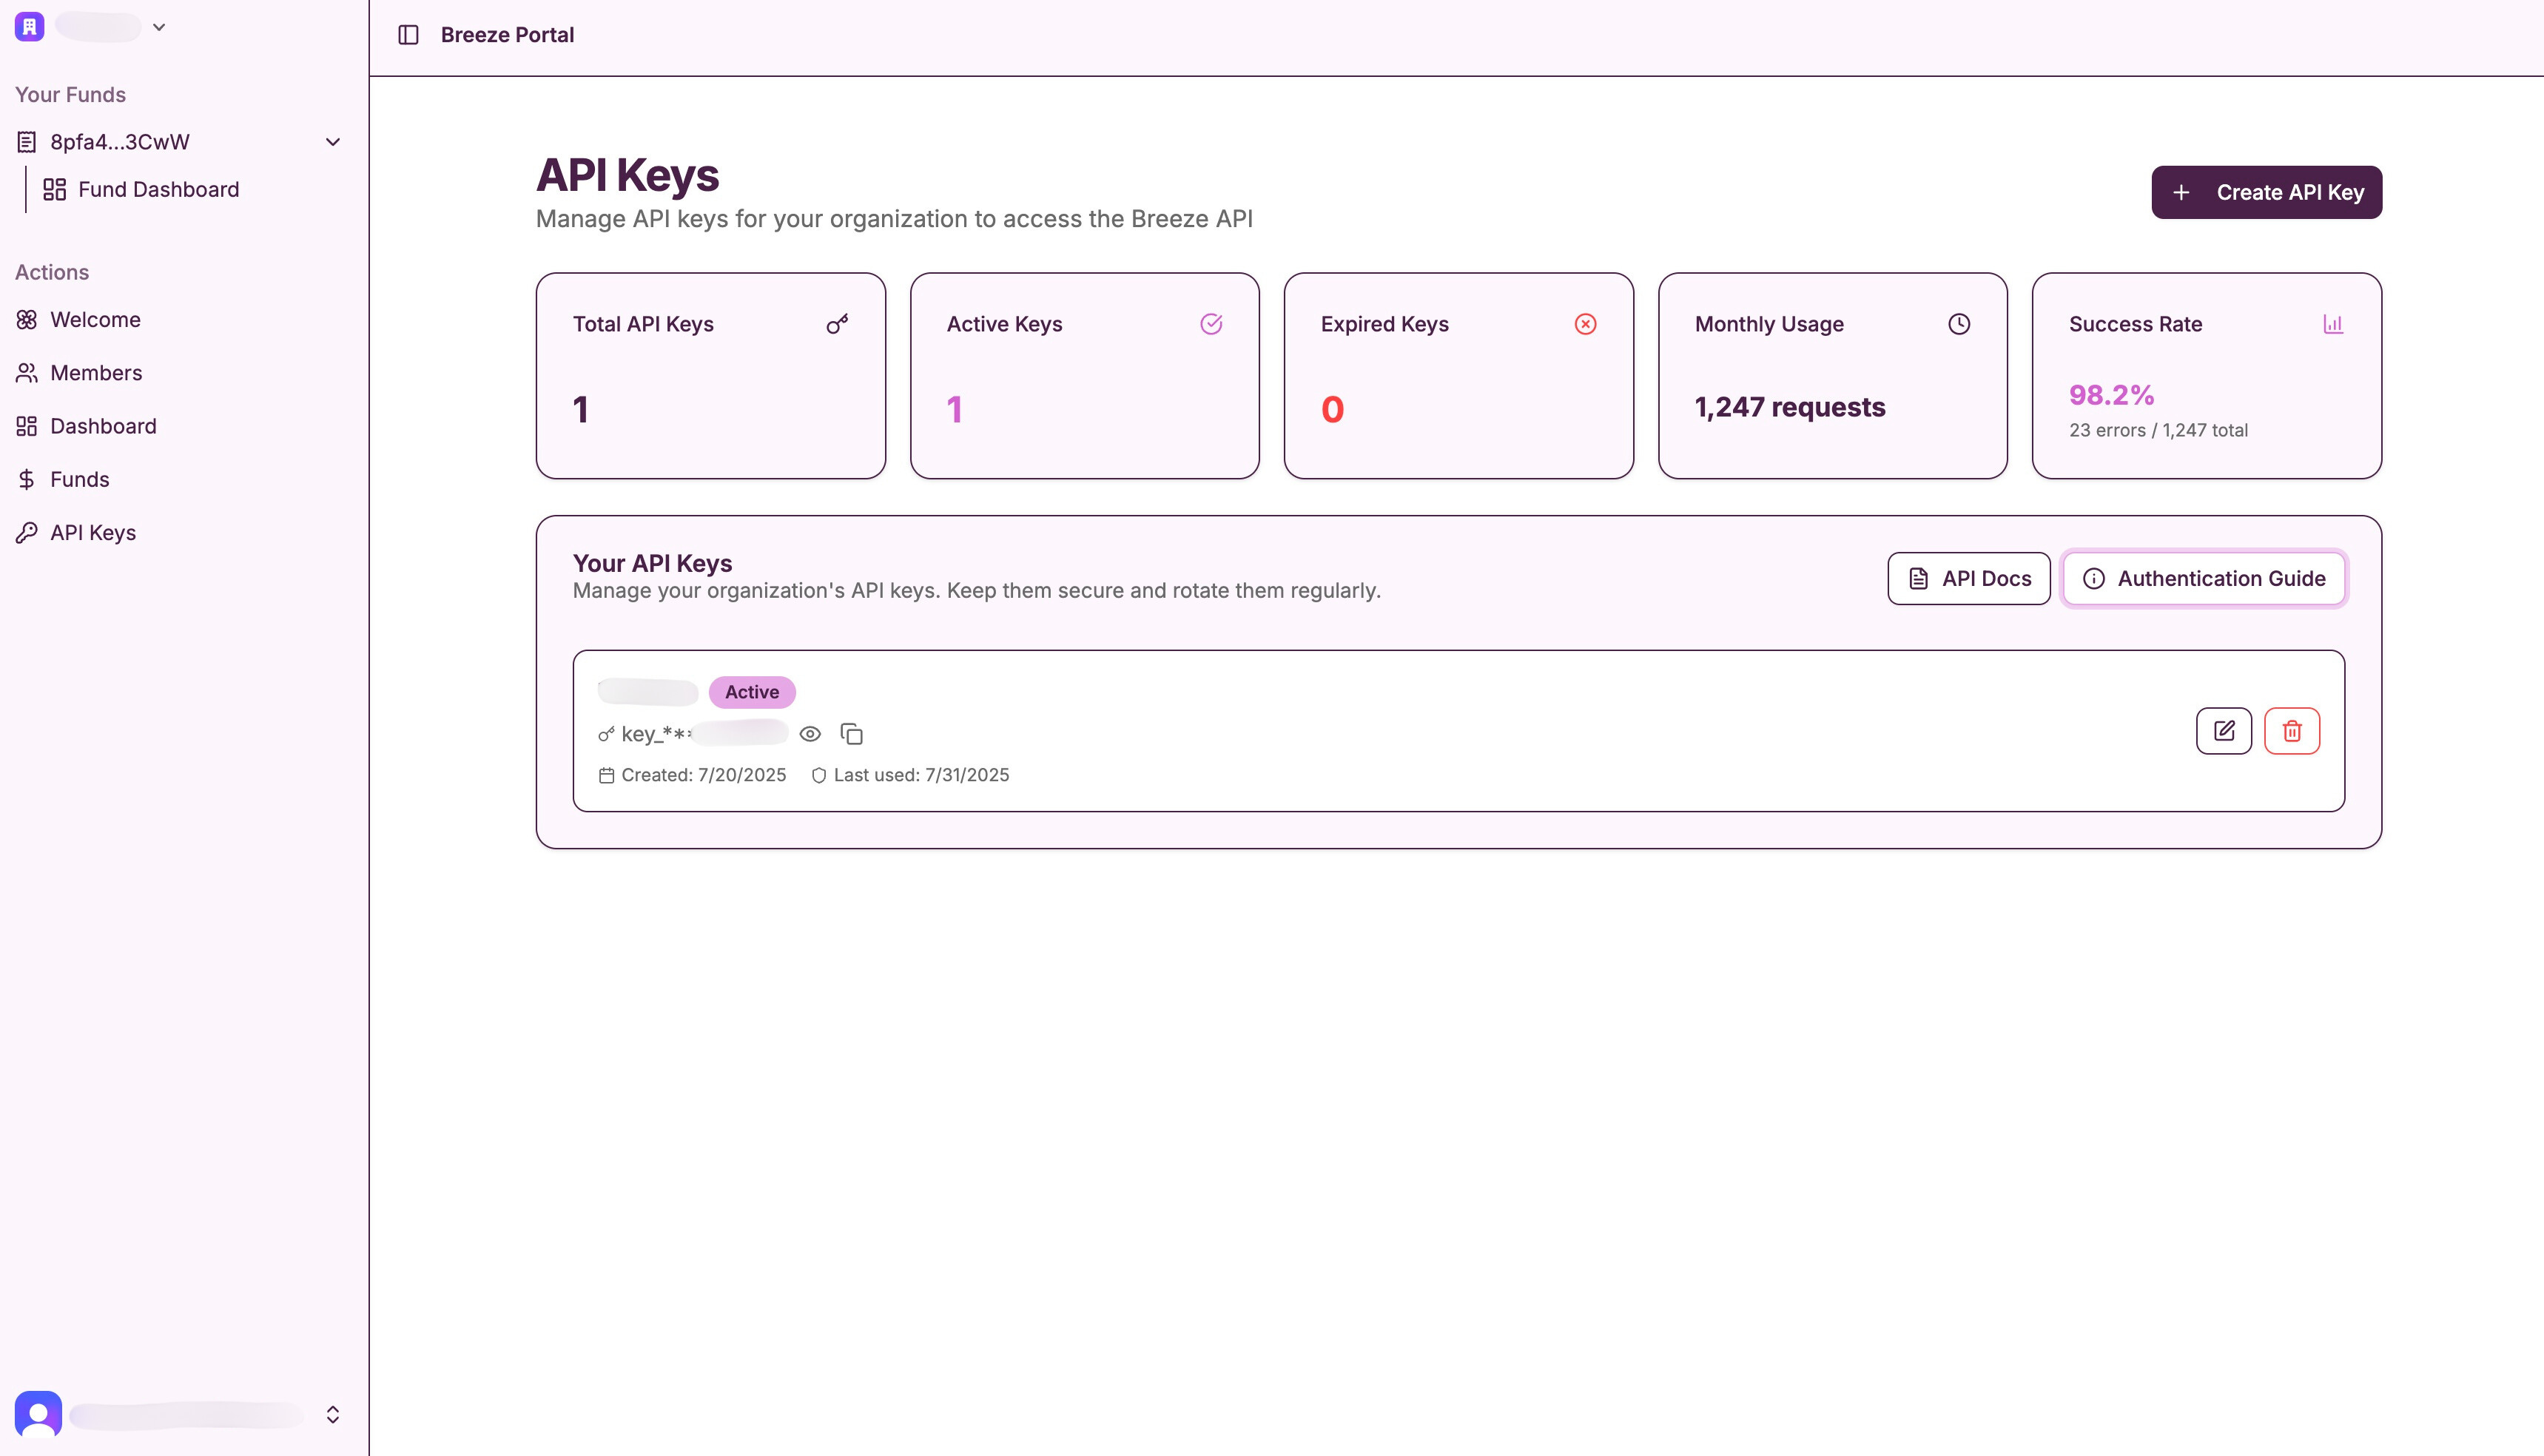 Your Funds
8pfa4...3CwW
Fund Dashboard
Actions
Welcome
Members
Dashboard
Funds
API Keys
Breeze Portal
API Keys
Manage API keys for your organization to access the Breeze API
Create API Key
Total API Keys
1
Active Keys
1
Expired Keys
0
Monthly Usage
1,247 requests
Success Rate
98.2%
23 errors / 1,247 total
Your API Keys
Manage your organization's API keys. Keep them secure and rotate them regularly.
API Docs
Authentication Guide
Active
key_**
Created: 7/20/2025 Last used: 7/31/2025